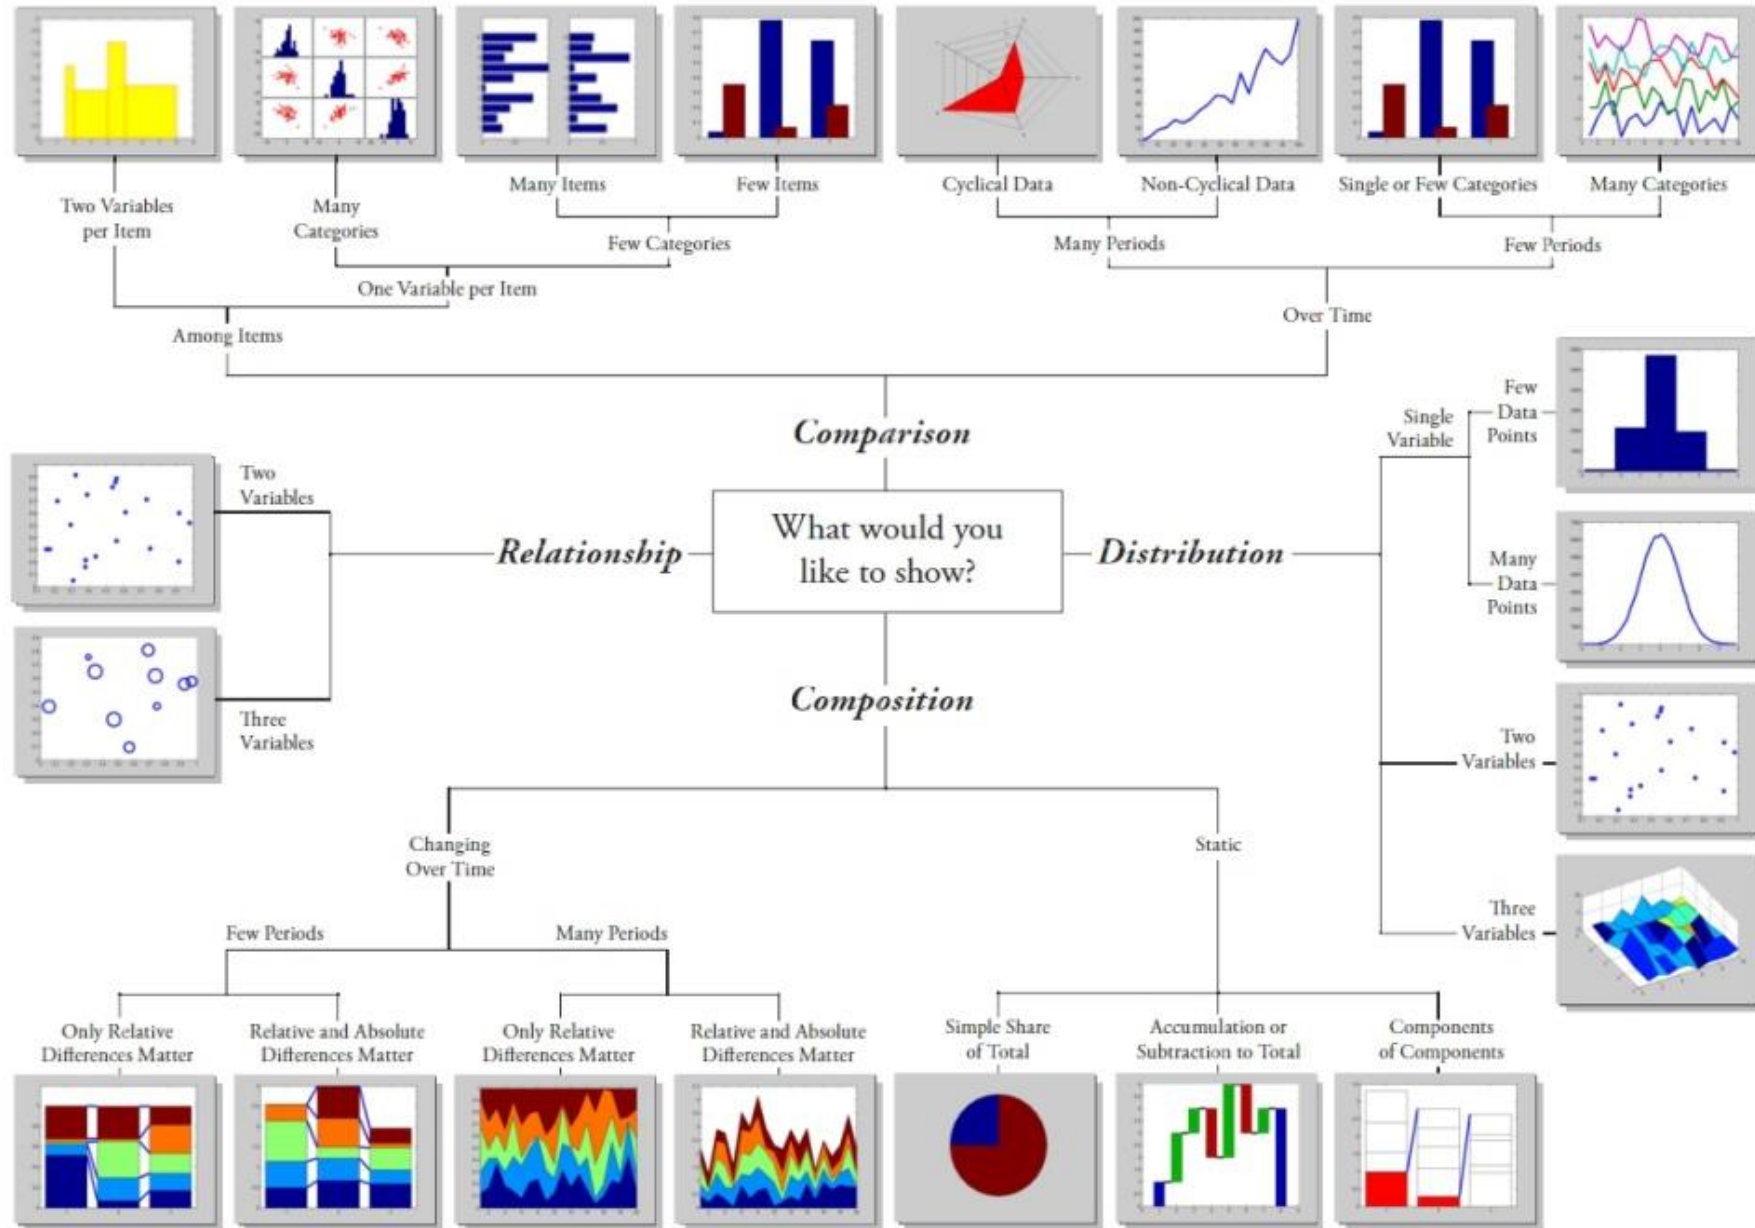 Two Variables
per Item
Many
Categories
Many Items
Few Items
Cyclical Data
Non-Cyclical Data
Single or Few Categories
Many Categories
Few Categories
Many Periods
Few Periods
One Variable per Item
Among Items
Over Time
Comparison
Two
Variables
Relationship
Three
Variables
What would you
like to show?
Distribution
Single
Variable
Few
Data
Points
Many
Data
Points
Two
Variables
Three
Variables
Composition
Changing
Over Time
Static
Few Periods
Many Periods
Only Relative
Differences Matter
Relative and Absolute
Differences Matter
Only Relative
Differences Matter
Relative and Absolute
Differences Matter
Simple Share
of Total
Accumulation or
Subtraction to Total
Components
of Components